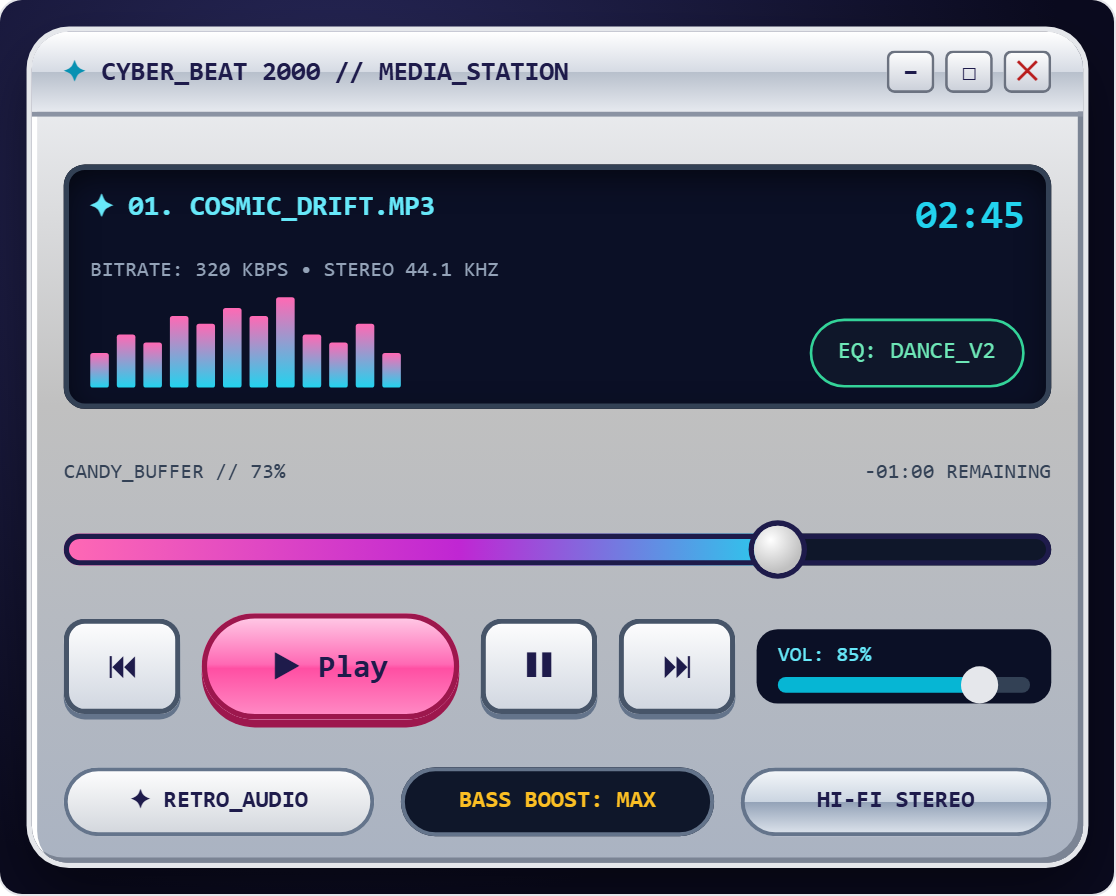 CYBER_BEAT 2000 // MEDIA_STATION
01. COSMIC_DRIFT.MP3
02:45
BITRATE: 320 KBPS • STEREO 44.1 KHZ
EQ: DANCE_V2
CANDY_BUFFER // 73%
-01:00 REMAINING
Play
VOL: 85%
RETRO_AUDIO
BASS BOOST: MAX
HI-FI STEREO